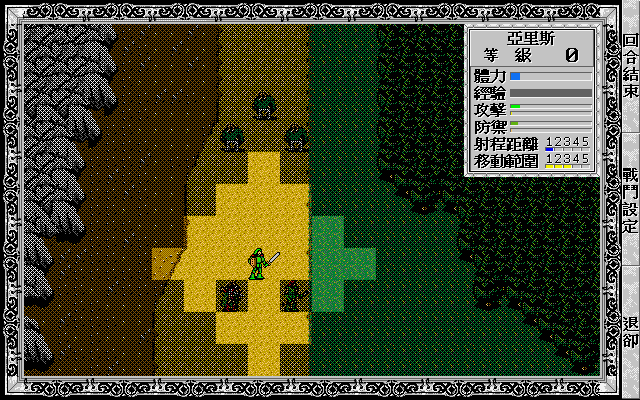 亞里斯
等 級 0
體力
經驗
攻擊
防禦
射程距離 12345
移動範圍 12345
回合結束
戰鬥設定
退卻